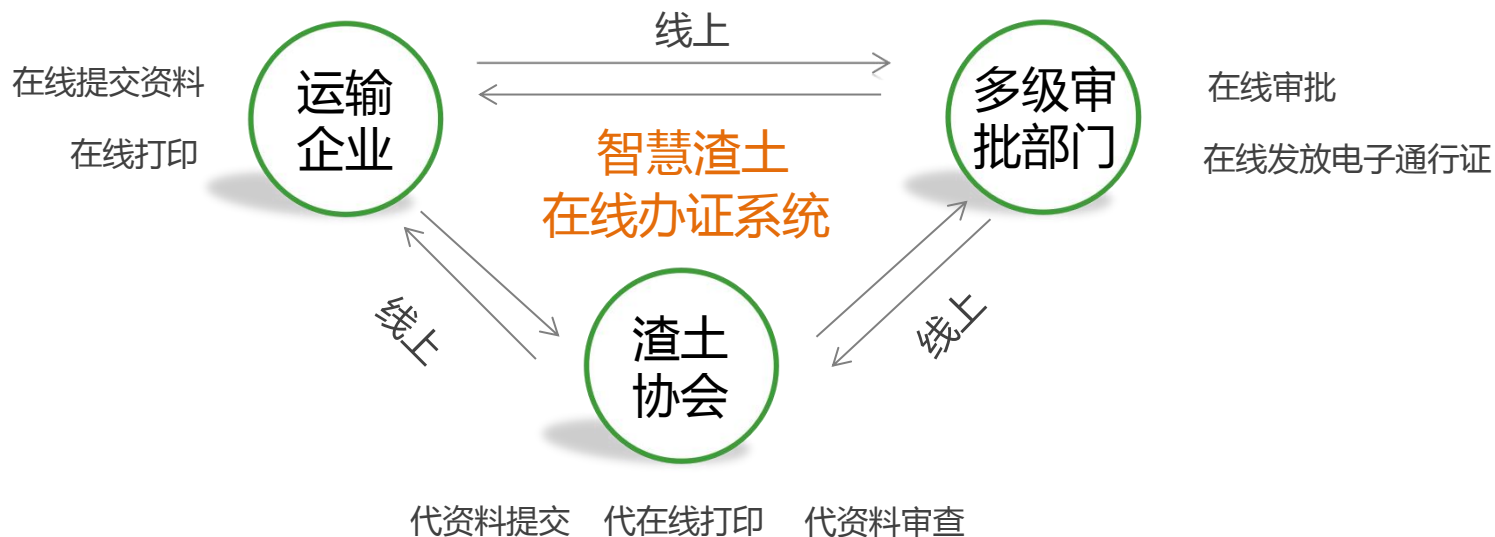 线上
运输
企业
多级审
批部门
在线提交资料
在线打印
在线审批
在线发放电子通行证
智慧渣土
在线办证系统
线上
线上
渣土
协会
代资料提交 代在线打印 代资料审查